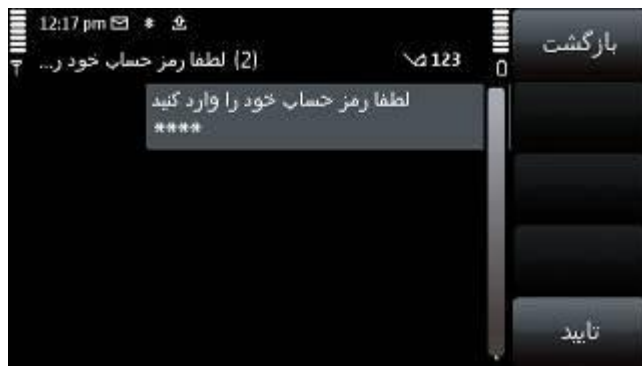 12:17 pm
بازگشت
(2) لطفا رمز حساب خود ر...
123
لطفا رمز حساب خود را وارد کنید
****
تایید